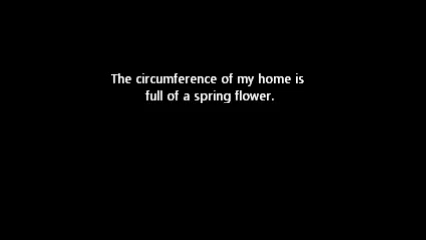 The circumference of my home is
full of a spring flower.